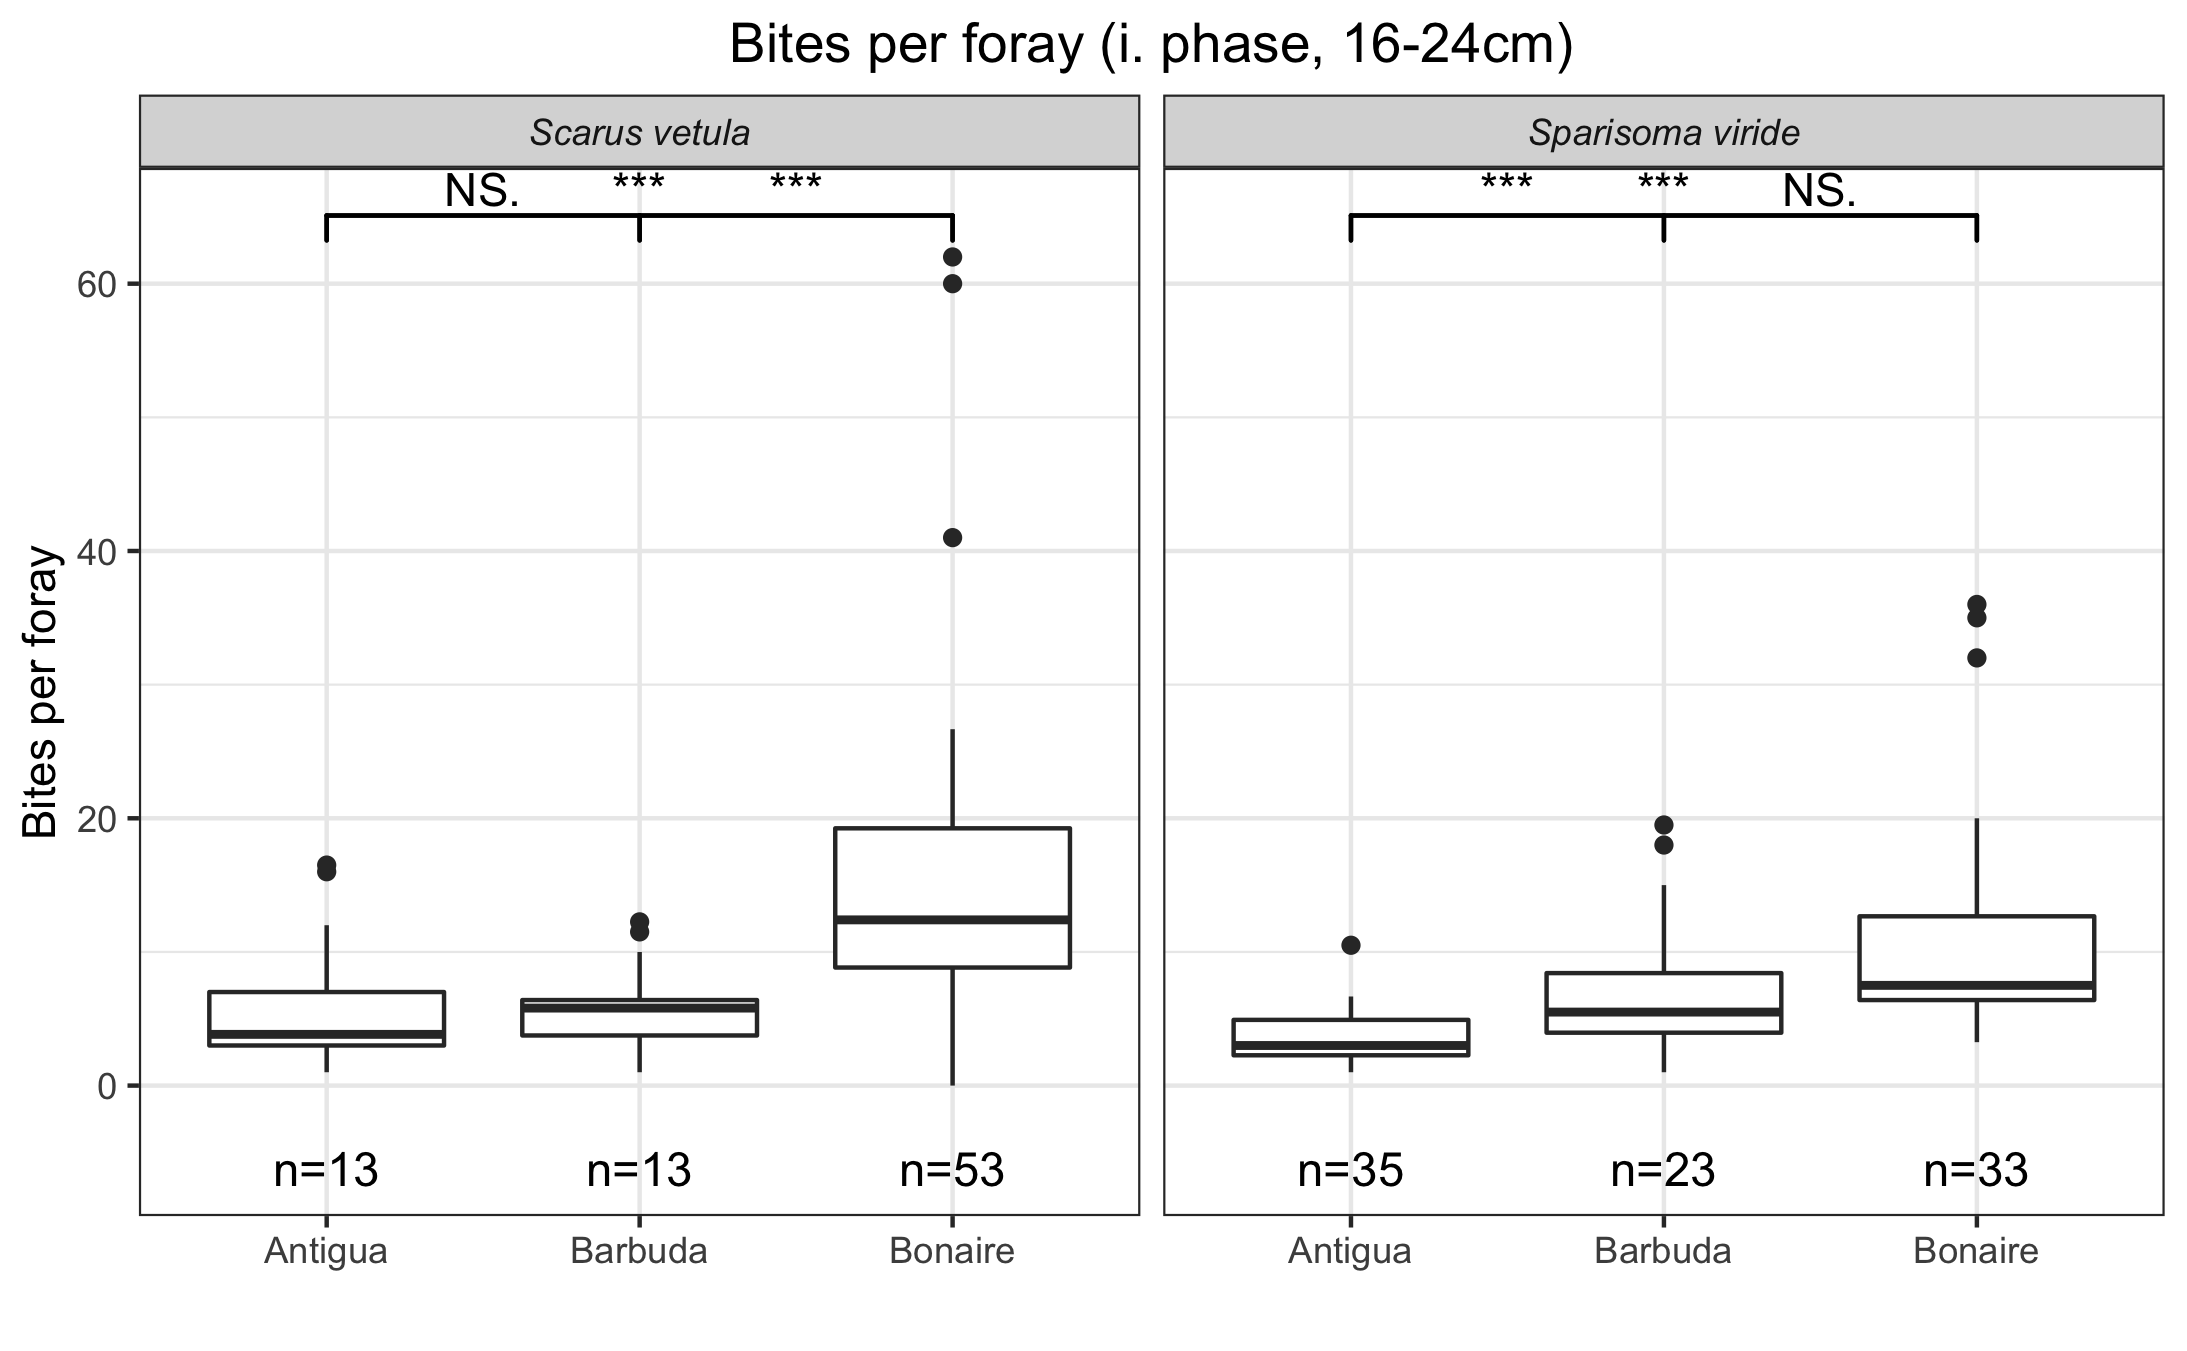 Bites per foray (i. phase, 16-24cm)
Scarus vetula
Sparisoma viride
NS. *** ***
*** *** NS.
Bites per foray
60
40
20
0
n=13 n=13 n=53
n=35 n=23 n=33
Antigua Barbuda Bonaire
Antigua Barbuda Bonaire